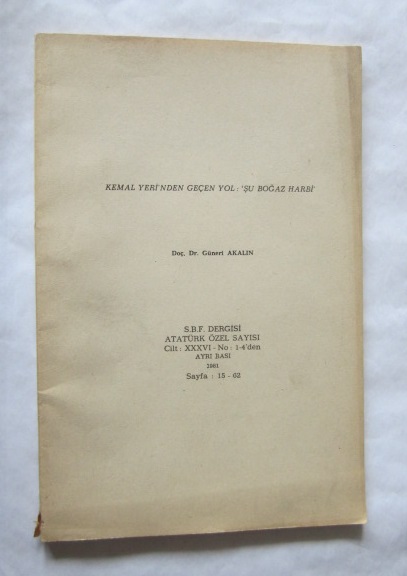 KEMAL YERİ'NDEN GEÇEN YOL : 'ŞU BOĞAZ HARBİ'
Doç. Dr. Güneri AKALIN
S.B.F. DERGİSİ
ATATÜRK ÖZEL SAYISI
Cilt : XXXVI - No : 1-4'den
AYRI BASI
1981
Sayfa : 15 - 62